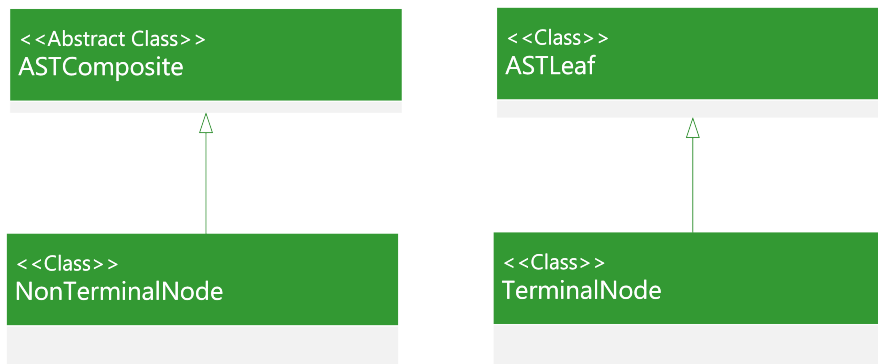 <<Abstract Class>>
ASTComposite
<<Class>>
ASTLeaf
<<Class>>
NonTerminalNode
<<Class>>
TerminalNode